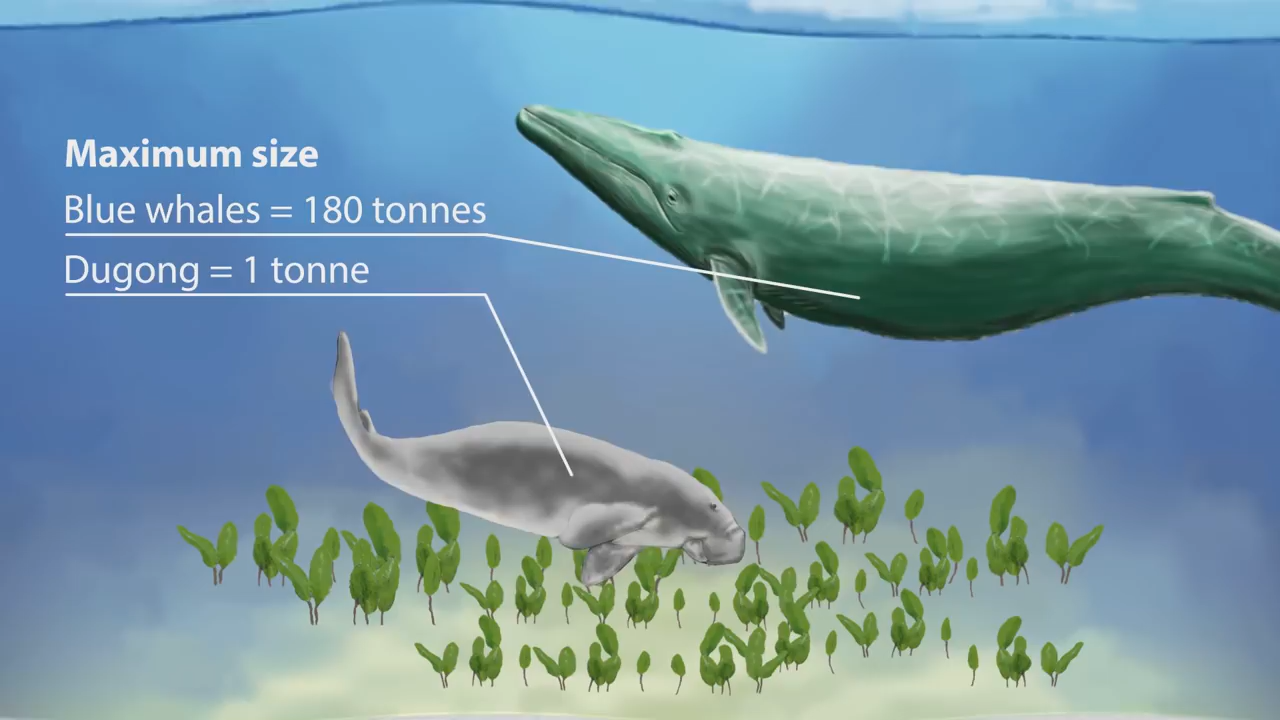 Maximum size
Blue whales = 180 tonnes
Dugong = 1 tonne